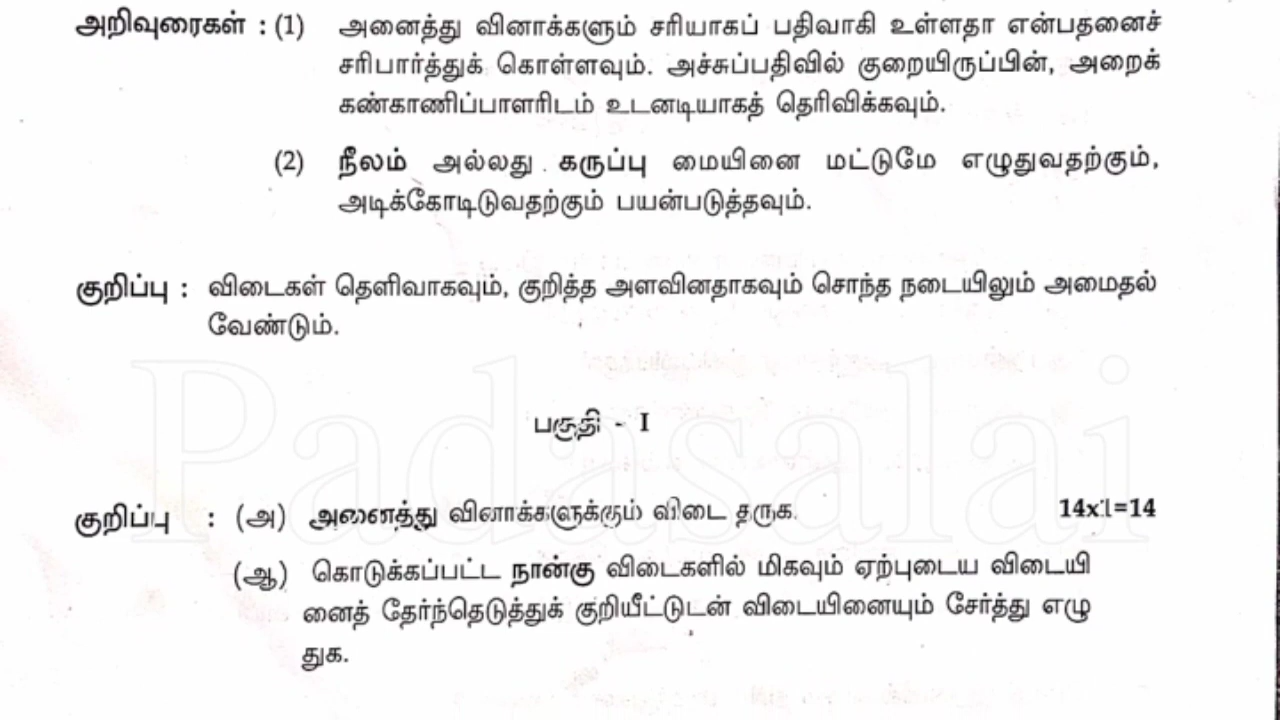 அறிவுரைகள் : (1) அனைத்து வினாக்களும் சரியாகப் பதிவாகி உள்ளதா என்பதனைச்
சரிபார்த்துக் கொள்ளவும். அச்சுப்பதிவில் குறையிருப்பின், அறைக்
கண்காணிப்பாளரிடம் உடனடியாகத் தெரிவிக்கவும்.
(2) நீலம் அல்லது கருப்பு மையினை மட்டுமே எழுதுவதற்கும்,
அடிக்கோடிடுவதற்கும் பயன்படுத்தவும்.
குறிப்பு : விடைகள் தெளிவாகவும், குறித்த அளவினதாகவும் சொந்த நடையிலும் அமைதல்
வேண்டும்.
Padasalai
பகுதி - I
குறிப்பு : (அ) அனைத்து வினாக்களுக்கும் விடை தருக. 14x1=14
(ஆ) கொடுக்கப்பட்ட நான்கு விடைகளில் மிகவும் ஏற்புடைய விடையி
னைத் தேர்ந்தெடுத்துக் குறியீட்டுடன் விடையினையும் சேர்த்து எழு
துக.